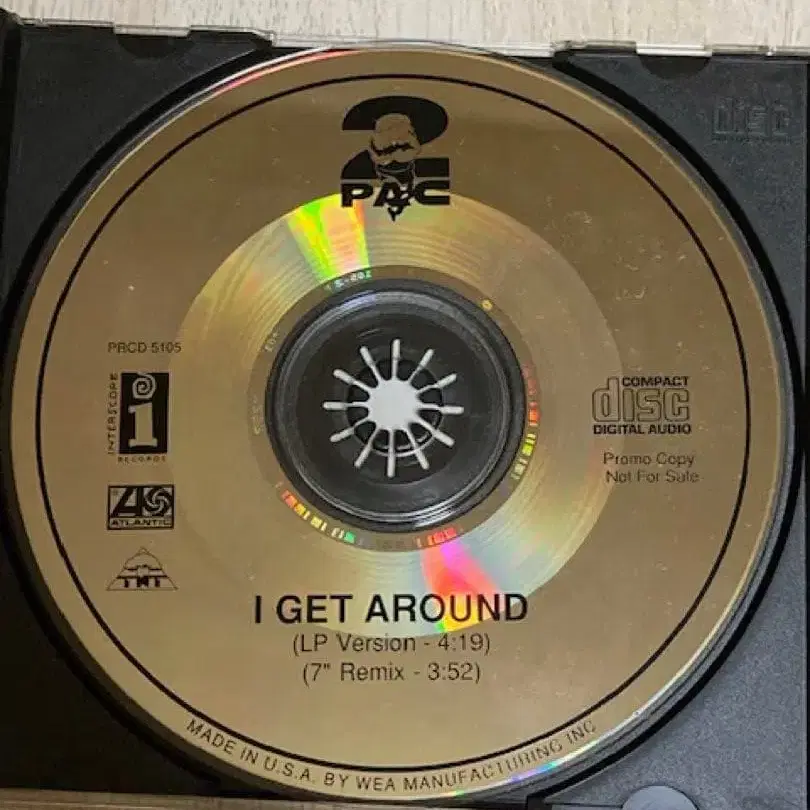 2
PAC
PRCD 5105
INTERSCOPE
RECORDS
ATLANTIC
TNT
COMPACT
disc
DIGITAL AUDIO
Promo Copy
Not For Sale
I GET AROUND
(LP Version - 4:19)
(7" Remix - 3:52)
MADE IN U.S.A. BY WEA MANUFACTURING INC
disc